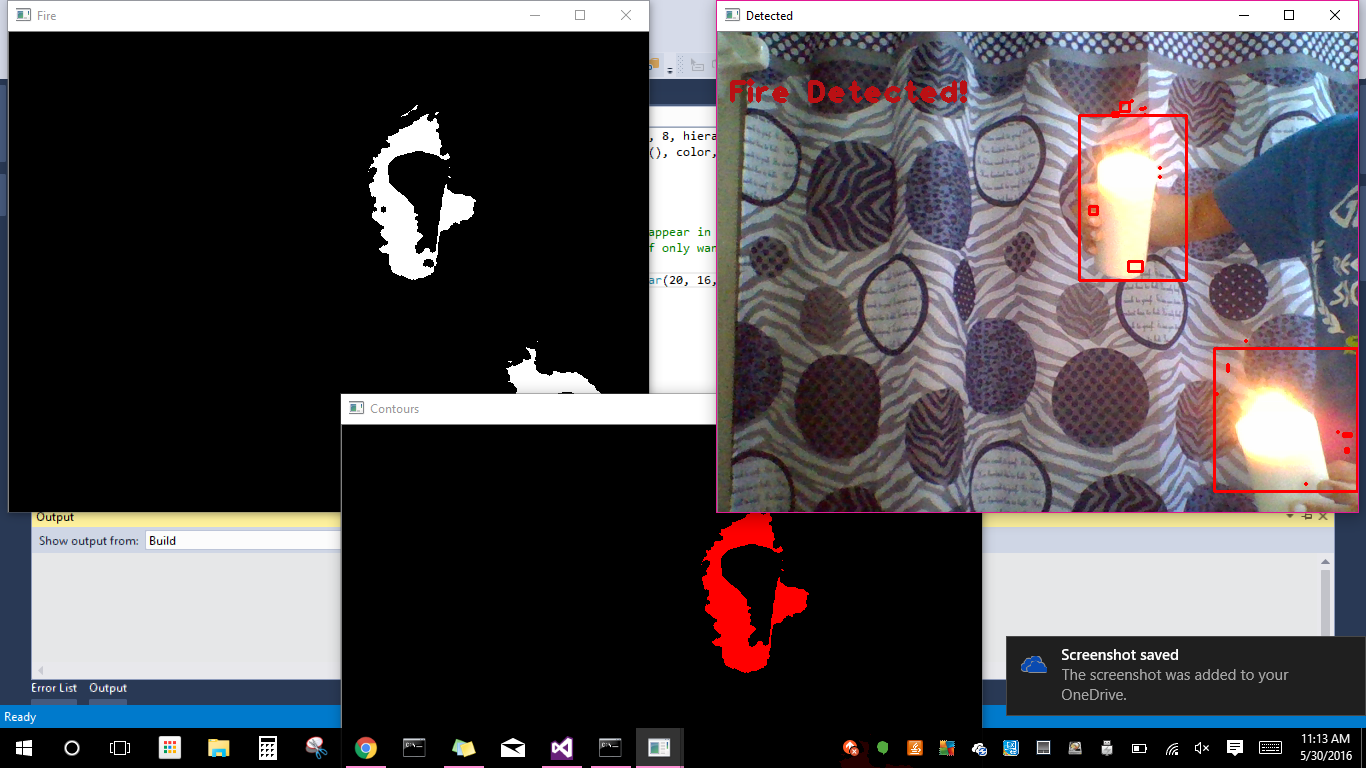 Fire
Detected
Fire Detected!
, 8, hiera
(), color,
appear in
f only wan
ar(20, 16,
Contours
Output
Show output from:
Build
Error List
Output
Ready
Screenshot saved
The screenshot was added to your
OneDrive.
11:13 AM
5/30/2016